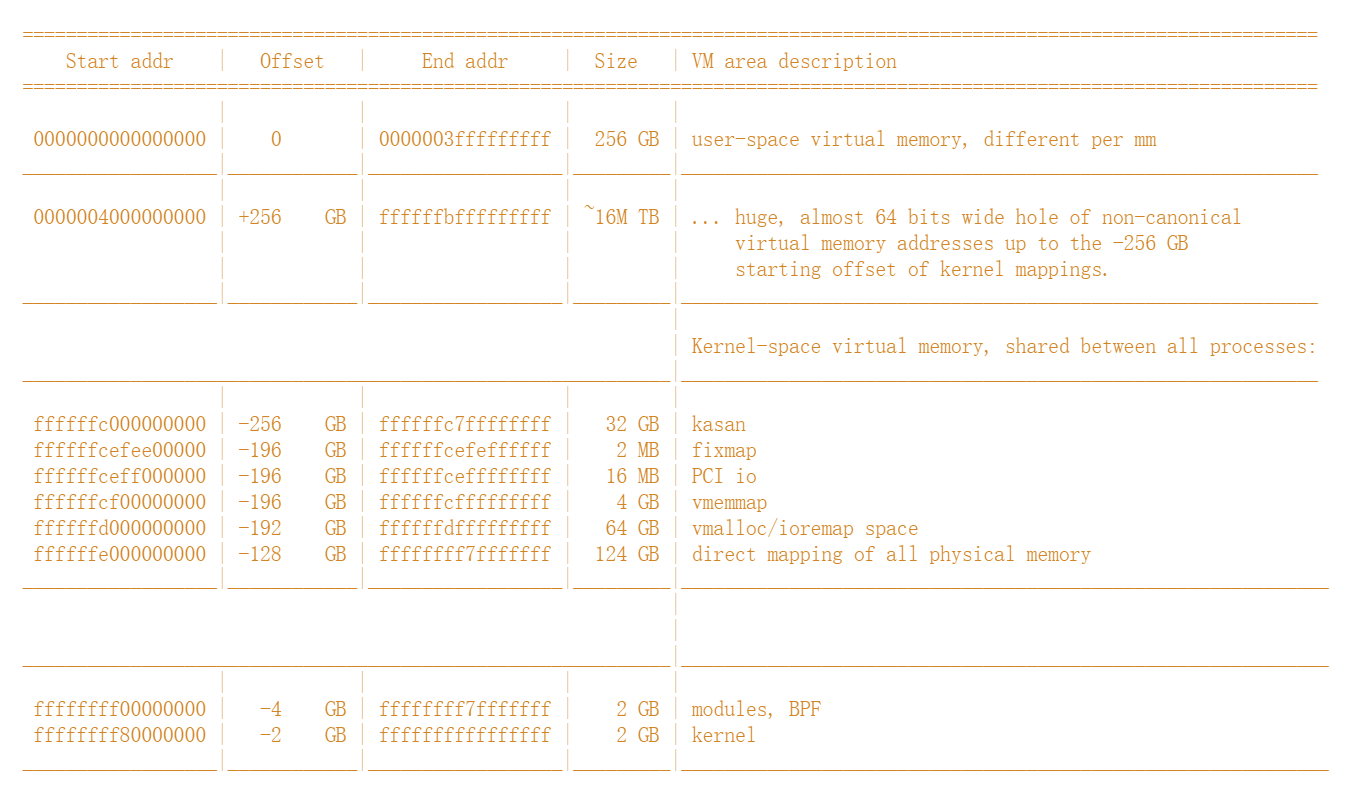 Start addr | Offset | End addr | Size | VM area description
0000000000000000 | 0 | 0000003fffffffff | 256 GB | user-space virtual memory, different per mm
0000004000000000 | +256 GB | ffffffbfffffffff | ~16M TB | ... huge, almost 64 bits wide hole of non-canonical
virtual memory addresses up to the -256 GB
starting offset of kernel mappings.
Kernel-space virtual memory, shared between all processes:
ffffffc000000000 | -256 GB | ffffffc7ffffffff | 32 GB | kasan
ffffffcefee00000 | -196 GB | ffffffcefeffffff | 2 MB | fixmap
ffffffceff000000 | -196 GB | ffffffceffffffff | 16 MB | PCI io
ffffffcf00000000 | -196 GB | ffffffcfffffffff | 4 GB | vmemmap
ffffffd000000000 | -192 GB | ffffffdfffffffff | 64 GB | vmalloc/ioremap space
ffffffe000000000 | -128 GB | ffffffff7fffffff | 124 GB | direct mapping of all physical memory
ffffffff00000000 | -4 GB | ffffffff7fffffff | 2 GB | modules, BPF
ffffffff80000000 | -2 GB | ffffffffffffffff | 2 GB | kernel